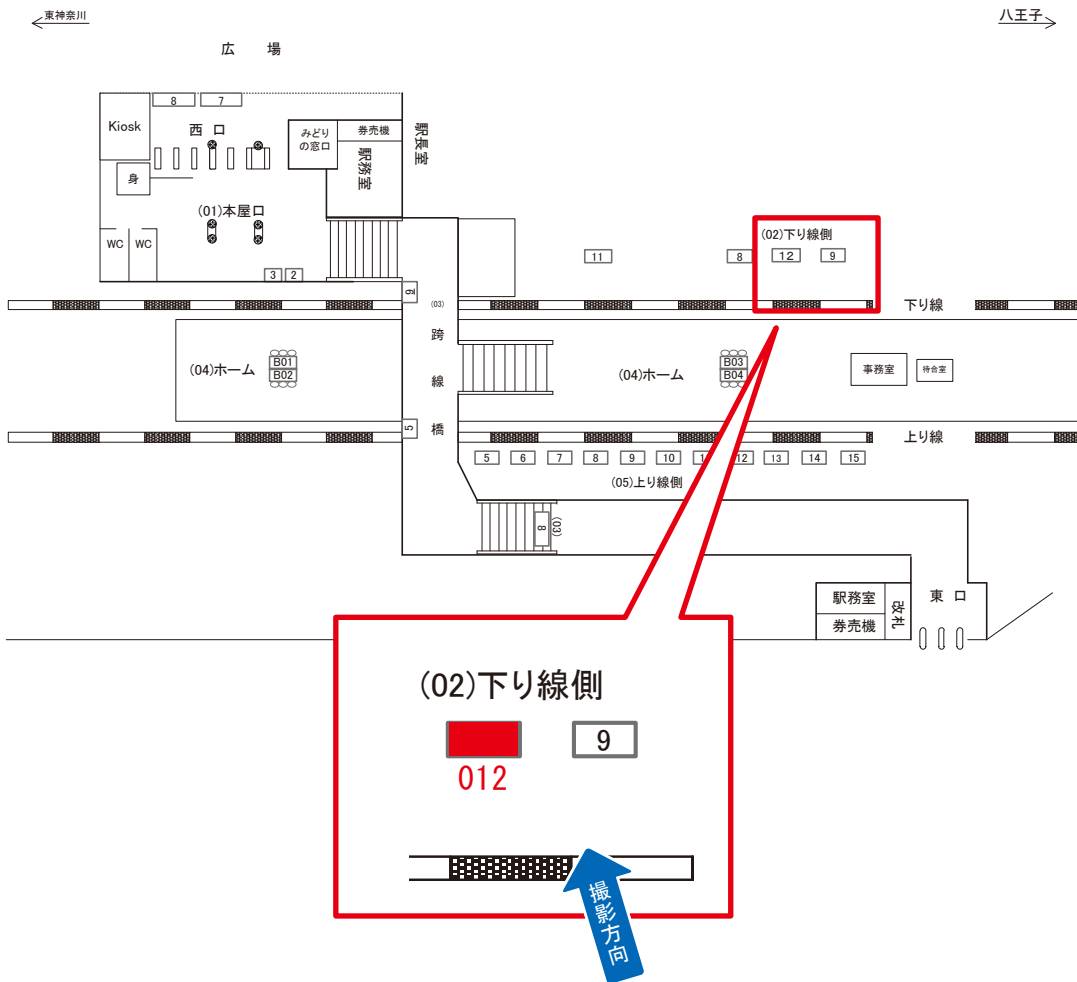 東神奈川
八王子
広　場
8
7
Kiosk
西 口
みどり
の窓口
券売機
駅長室
駅務室
身
(01)本屋口
WC
WC
3
2
6
(03)
跨線橋
11
8
(02)下り線側
12
9
下り線
(04)ホーム
B01
B02
(04)ホーム
B03
B04
事務室
待合室
5
上り線
5
6
7
8
9
10
12
13
14
15
(05)上り線側
8
(03)
駅務室
券売機
改札
東 口
(02)下り線側
9
012
撮影方向